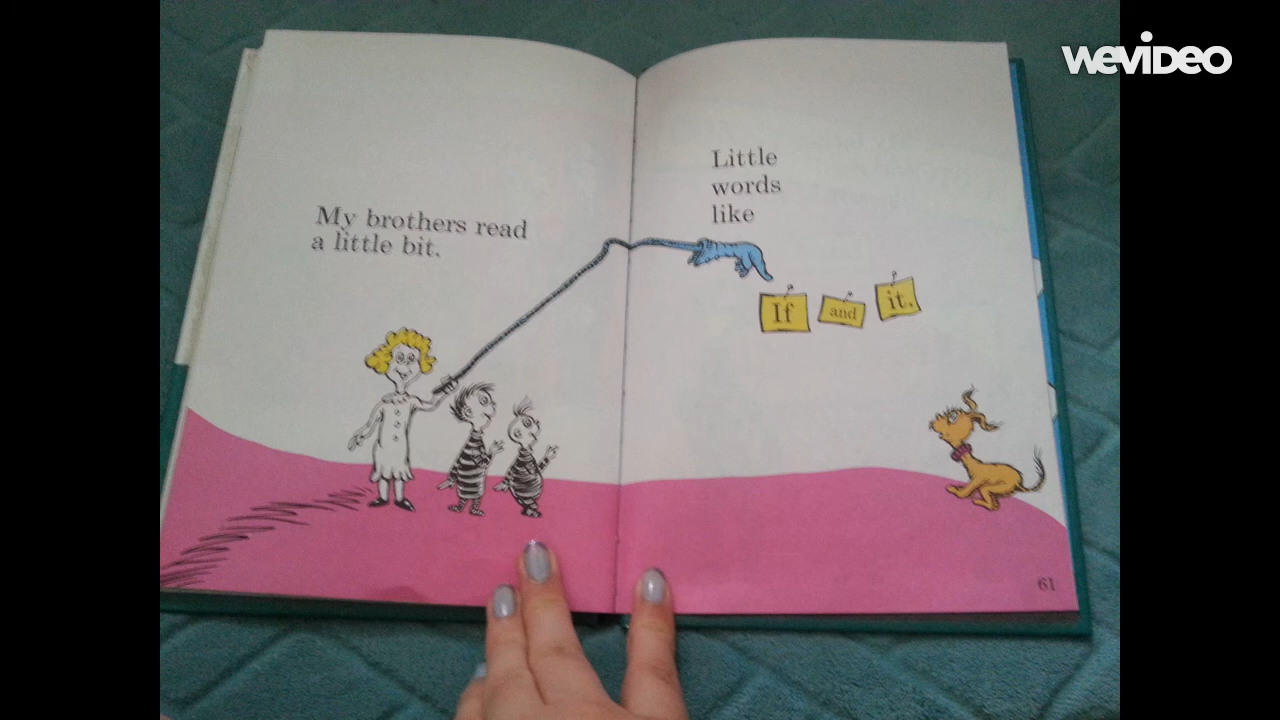 WeVIDEO
My brothers read
a little bit.
Little
words
like
If and it.
61